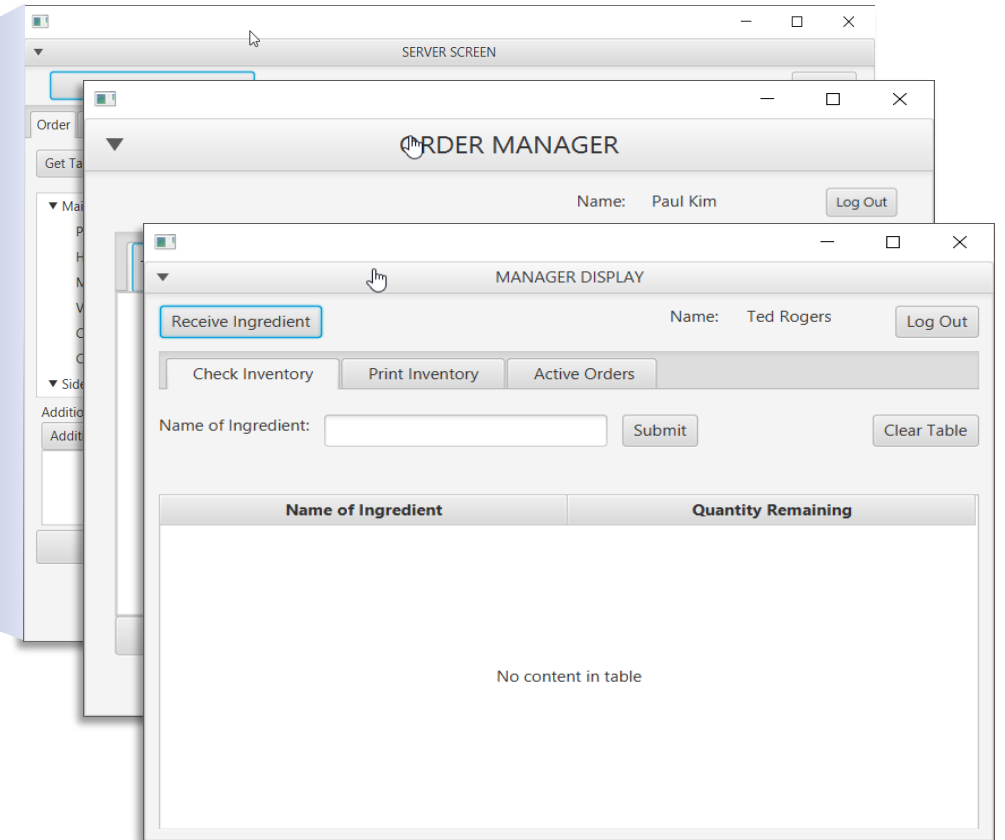 SERVER SCREEN
Order
Get Ta
Mai
P
H
M
V
C
C
Side
Additio
Addit
ORDER MANAGER
Name: Paul Kim
Log Out
MANAGER DISPLAY
Receive Ingredient
Name: Ted Rogers
Log Out
Check Inventory
Print Inventory
Active Orders
Name of Ingredient:
Submit
Clear Table
Name of Ingredient
Quantity Remaining
No content in table